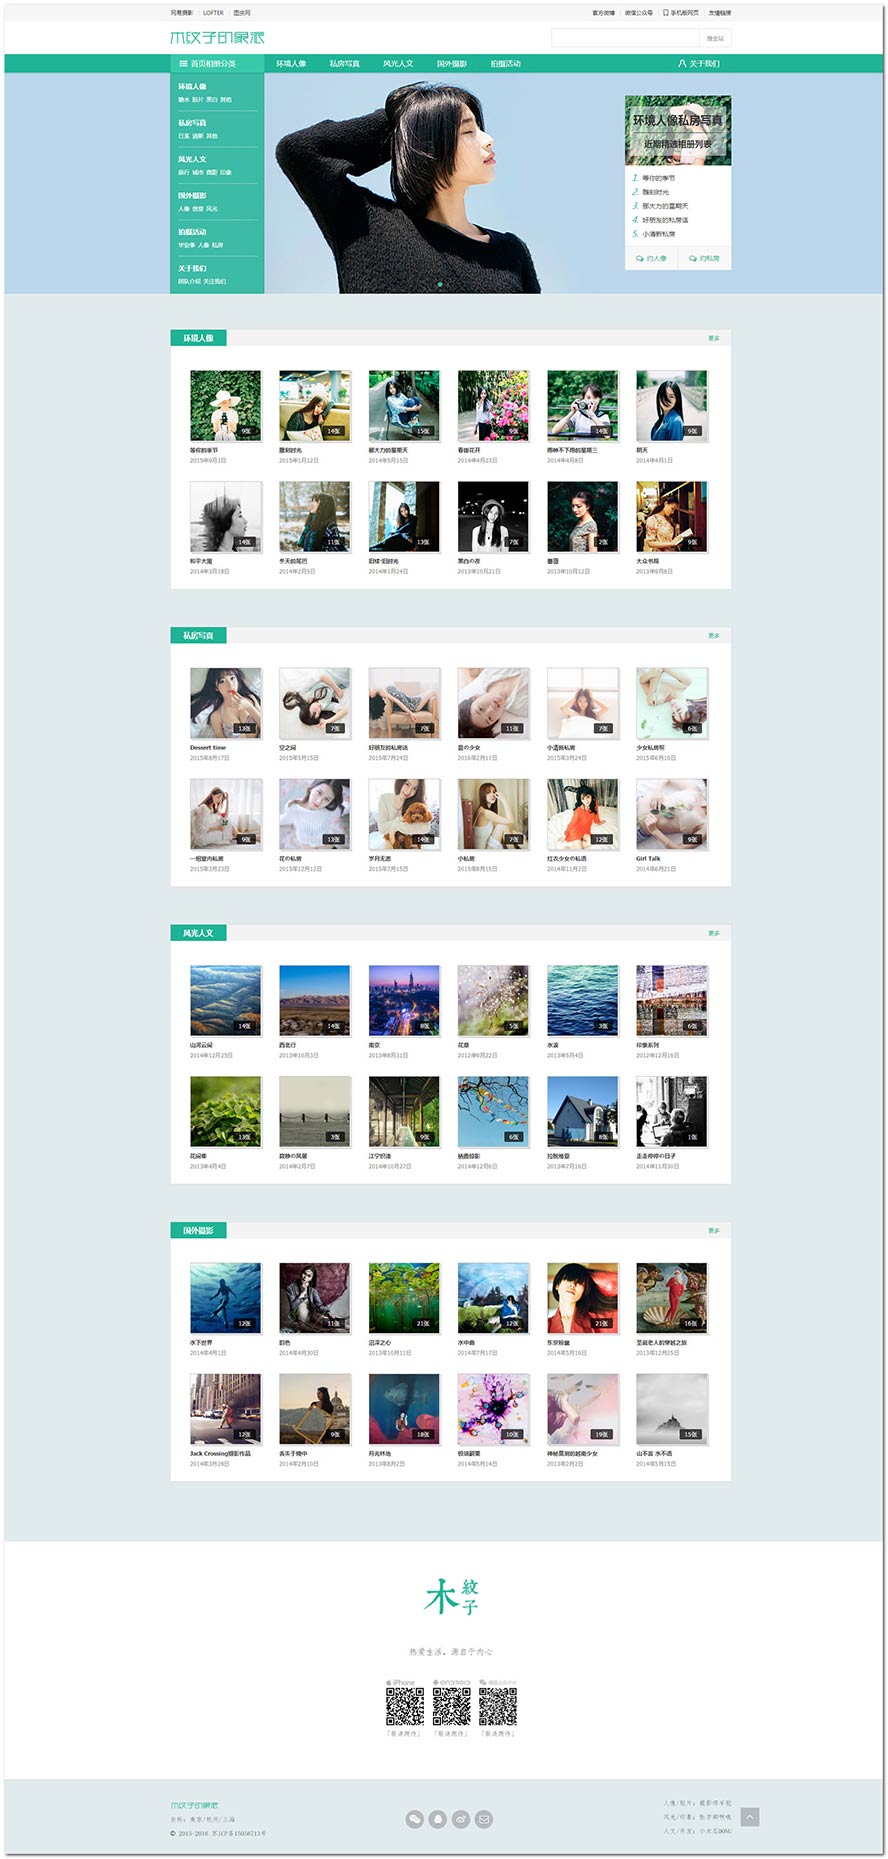 网易摄影 LOFTER 图虫网
官方微博 微信公众号 手机版网页 友情链接
木纹子印象派
搜全站
首页相册分类 环境人像 私房写真 风光人文 国外摄影 拍摄活动 关于我们
环境人像
糖水 胶片 黑白 其他
私房写真
日系 清新 其他
风光人文
旅行 城市 微距 印象
国外摄影
人像 创意 风光
拍摄活动
毕业季 人像 私房
关于我们
团队介绍 关注我们
环境人像私房写真
近期精选相册列表
1. 等你的季节
2. 雕刻时光
3. 那大力的星期天
4. 好朋友的私房话
5. 小清新私房
约人像 约私房
环境人像 更多
9张 14张 15张 9张 14张 9张
等你的季节 雕刻时光 那大力的星期天 春暖花开 雨神不下雨的星期三 阴天
2015年9月1日 2015年1月12日 2014年5月15日 2014年4月23日 2014年4月8日 2014年4月1日
14张 11张 13张 7张 2张 9张
和平大厦 冬天的尾巴 旧楼·旧时光 黑白の夜 蔷薇 大众书局
2014年3月18日 2014年2月5日 2014年1月24日 2013年10月21日 2013年10月12日 2013年9月8日
私房写真 更多
13张 7张 7张 11张 7张 6张
Dessert time 空之间 好朋友的私房话 昼の少女 小清新私房 少女私房照
2015年8月17日 2015年5月15日 2015年7月24日 2016年2月11日 2015年3月24日 2015年6月16日
9张 13张 14张 7张 12张 9张
一组室内私房 花の私房 岁月无恙 小私房 红衣少女の私语 Girl Talk
2015年3月23日 2015年12月12日 2015年7月15日 2015年8月15日 2014年11月2日 2014年6月21日
风光人文 更多
14张 14张 8张 5张 3张 6张
山河云间 西北行 南京 花草 水波 印象系列
2014年12月25日 2013年10月3日 2013年8月31日 2012年9月22日 2013年5月4日 2012年12月16日
13张 3张 9张 6张 8张 1张
花间集 寂静の风景 江宁织造 拉脱维亚 走走停停の日子
2013年4月4日 2014年2月7日 2014年10月27日 2014年12月6日 2013年7月16日 2014年11月30日
国外摄影 更多
12张 11张 21张 12张 21张 16张
水下世界 韵色 沼泽之心 水中曲 东京粉童 圣诞老人的穿越之旅
2014年4月1日 2014年4月30日 2013年10月11日 2014年7月17日 2014年5月16日 2013年12月25日
12张 9张 18张 10张 19张 15张
Jack Crossing摄影作品 丢失于镜中 月光林地 极端颜墨 神秘莫测的越南少女 山不言 水不语
2014年3月28日 2014年2月10日 2013年8月2日 2014年5月14日 2013年2月2日 2014年5月15日
木紋子
热爱生活，源自于内心
iPhone ANDROID 微信公众平台
「敬请期待」 「敬请期待」 「敬请期待」
木纹子印象派
坐标：南京/杭州/上海
© 2015-2016 苏ICP备15056713号
人像/胶片：摄影师车轮
人文/开发：小木瓜DONG